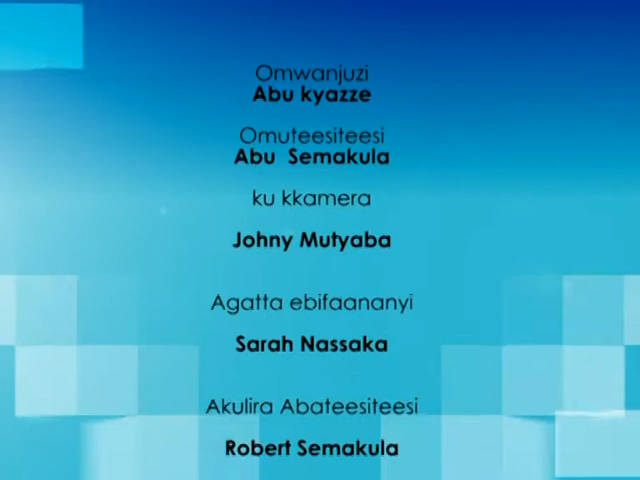 Omwanjuzi
Abu kyazze
Omuteesiteesi
Abu Semakula
ku kkamera
Johny Mutyaba
Agatta ebifaananyi
Sarah Nassaka
Akulira Abateesiteesi
Robert Semakula